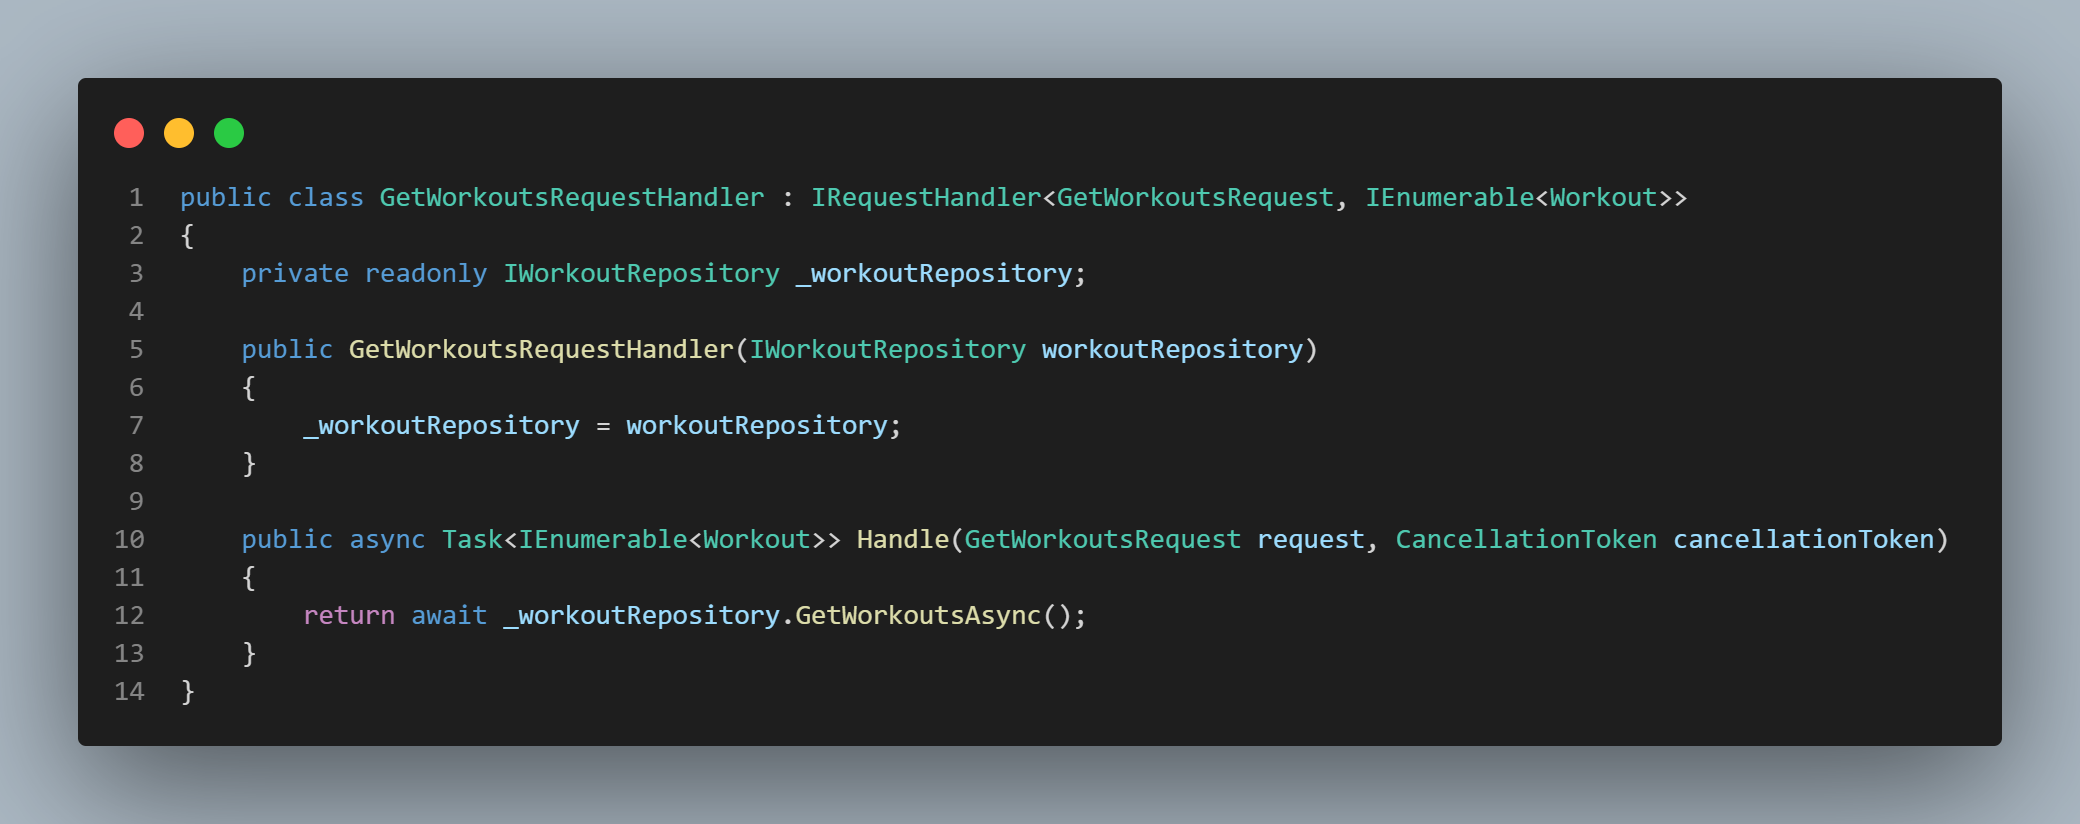 1 public class GetWorkoutsRequestHandler : IRequestHandler<GetWorkoutsRequest, IEnumerable<Workout>>
2 {
3     private readonly IWorkoutRepository _workoutRepository;
4
5     public GetWorkoutsRequestHandler(IWorkoutRepository workoutRepository)
6     {
7         _workoutRepository = workoutRepository;
8     }
9
10     public async Task<IEnumerable<Workout>> Handle(GetWorkoutsRequest request, CancellationToken cancellationToken)
11     {
12         return await _workoutRepository.GetWorkoutsAsync();
13     }
14 }